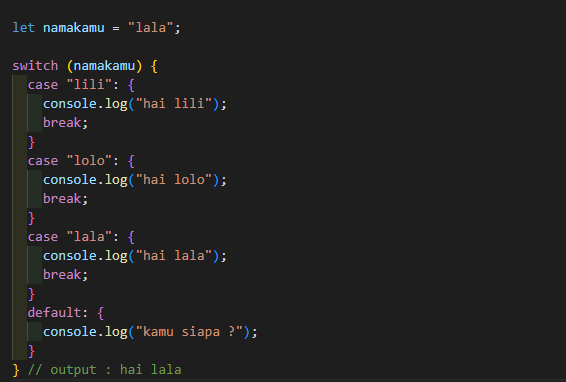 let namakamu = "lala";
switch (namakamu) {
case "lili": {
console.log("hai lili");
break;
}
case "lolo": {
console.log("hai lolo");
break;
}
case "lala": {
console.log("hai lala");
break;
}
default: {
console.log("kamu siapa ?");
}
} // output : hai lala